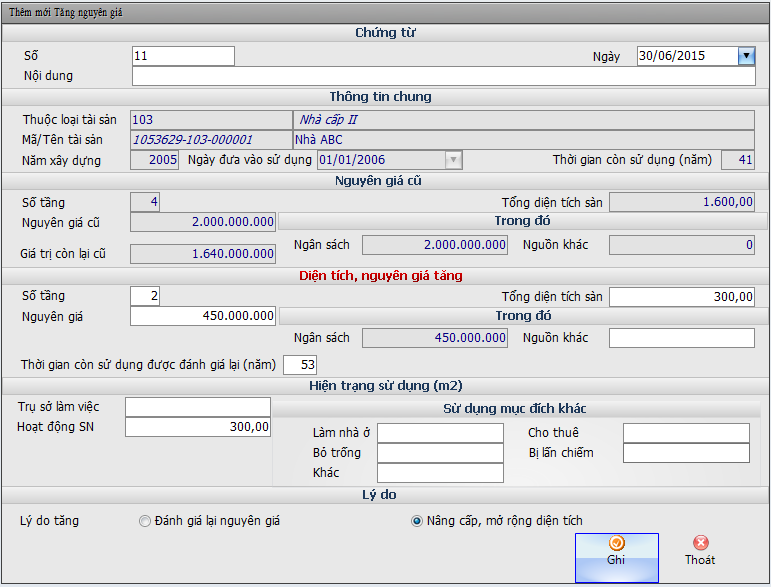 Thêm mới Tăng nguyên giá
Chứng từ
Số 11 Ngày 30/06/2015
Nội dung
Thông tin chung
Thuộc loại tài sản 103 Nhà cấp II
Mã/Tên tài sản 1053629-103-000001 Nhà ABC
Năm xây dựng 2005 Ngày đưa vào sử dụng 01/01/2006 Thời gian còn sử dụng (năm) 41
Nguyên giá cũ
Số tầng 4 Tổng diện tích sàn 1.600,00
Nguyên giá cũ 2.000.000.000 Trong đó
Giá trị còn lại cũ 1.640.000.000 Ngân sách 2.000.000.000 Nguồn khác 0
Diện tích, nguyên giá tăng
Số tầng 2 Tổng diện tích sàn 300,00
Nguyên giá 450.000.000 Trong đó
Ngân sách 450.000.000 Nguồn khác
Thời gian còn sử dụng được đánh giá lại (năm) 53
Hiện trạng sử dụng (m2)
Trụ sở làm việc Sử dụng mục đích khác
Hoạt động SN 300,00 Làm nhà ở Cho thuê
Bỏ trống Bị lấn chiếm
Khác
Lý do
Lý do tăng Đánh giá lại nguyên giá Nâng cấp, mở rộng diện tích
Ghi Thoát